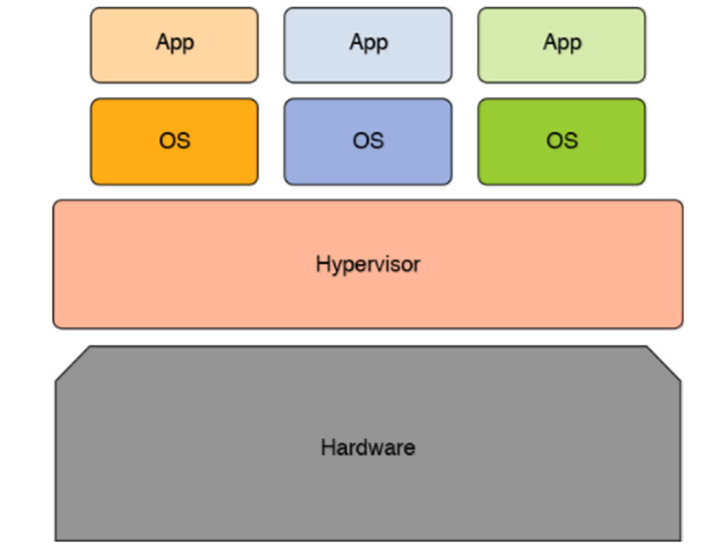 App App App
OS OS OS
Hypervisor
Hardware